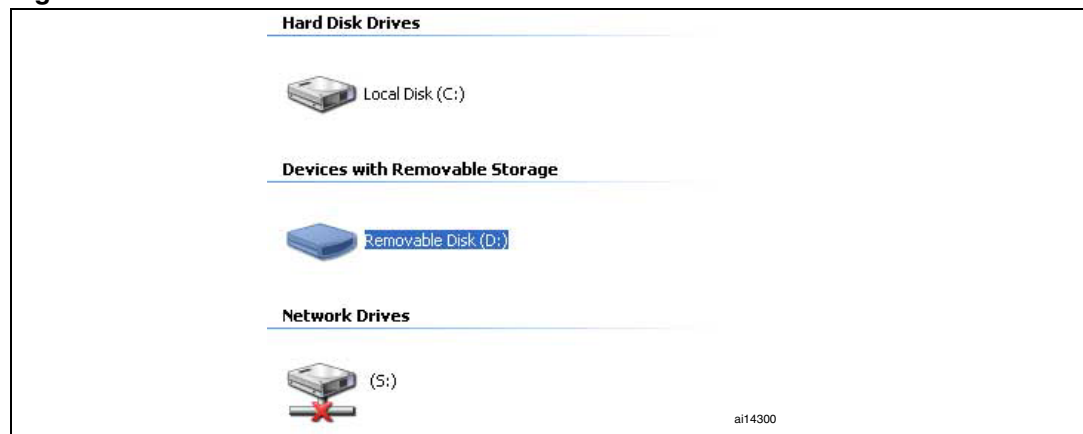 Hard Disk Drives
Local Disk (C:)
Devices with Removable Storage
Removable Disk (D:)
Network Drives
(S:)
ai14300